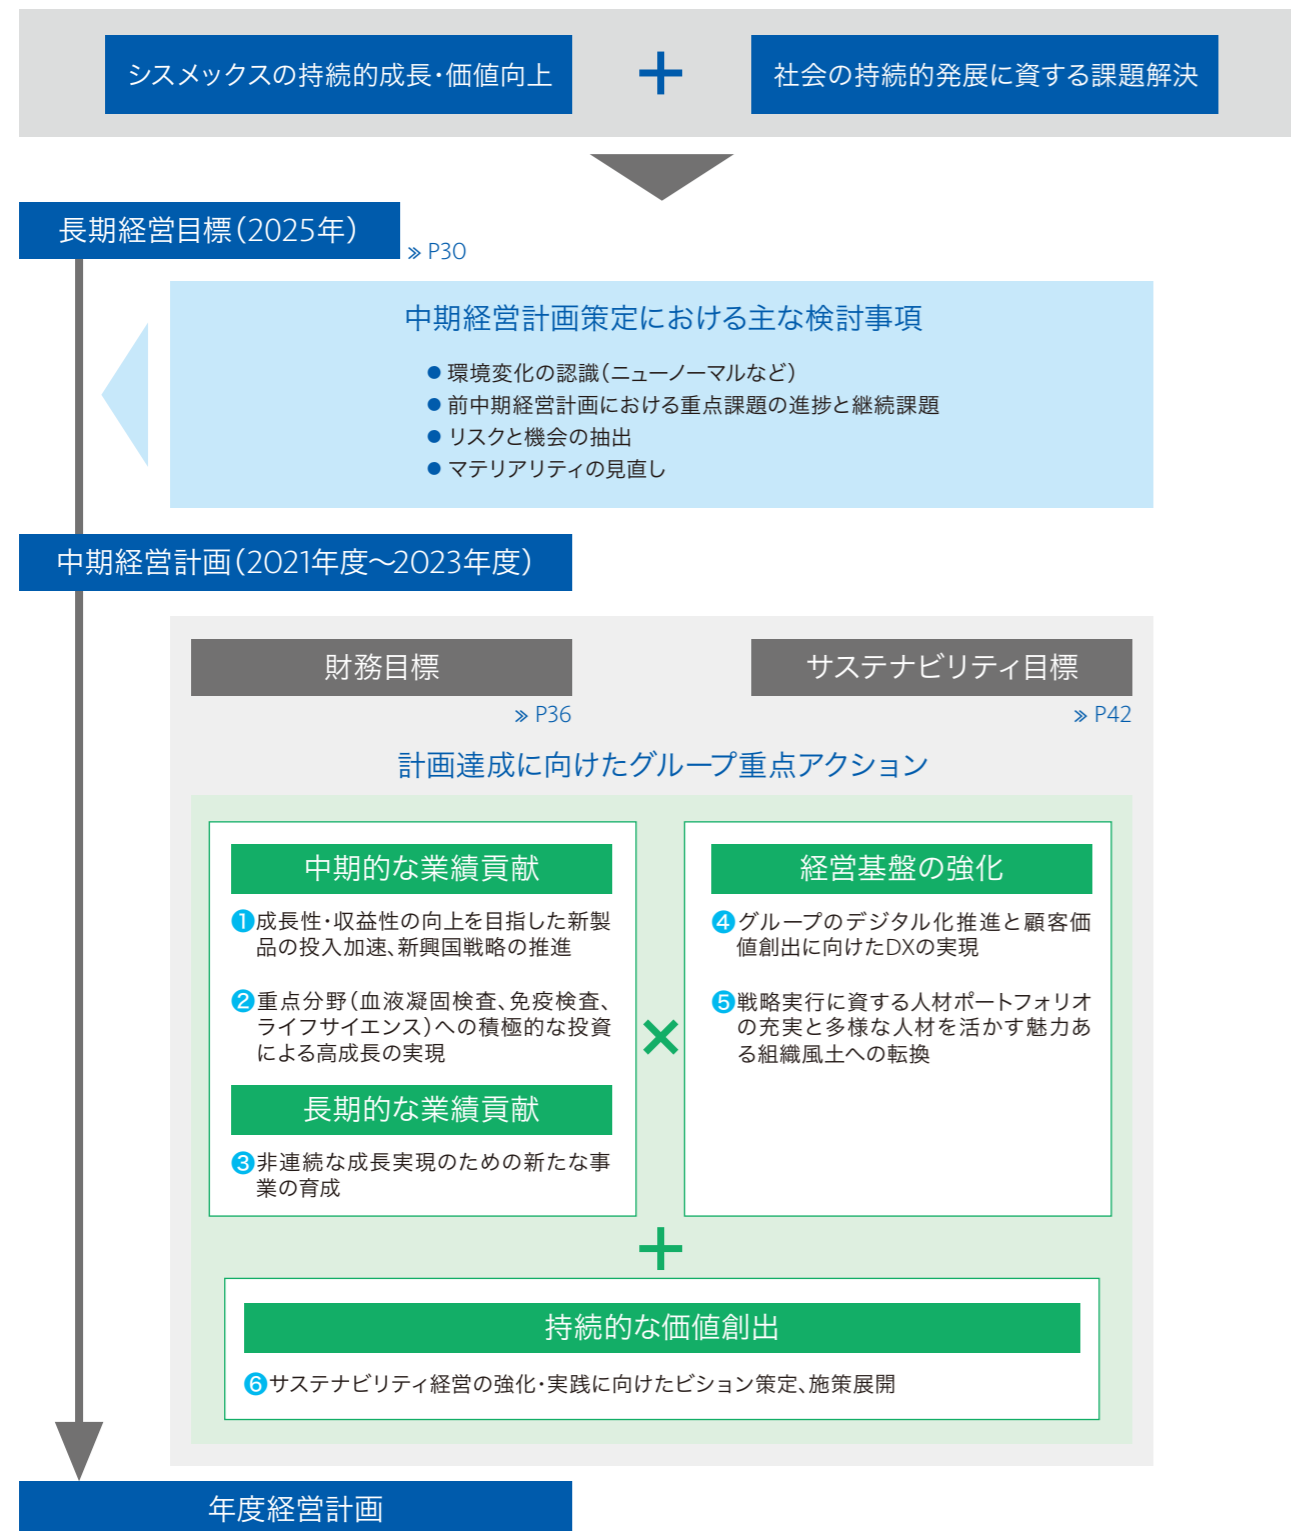 シスメックスの持続的成長・価値向上
＋
社会の持続的発展に資する課題解決
長期経営目標（2025年）
≫ P30
中期経営計画策定における主な検討事項
● 環境変化の認識（ニューノーマルなど）
● 前中期経営計画における重点課題の進捗と継続課題
● リスクと機会の抽出
● マテリアリティの見直し
中期経営計画（2021年度～2023年度）
財務目標
≫ P36
サステナビリティ目標
≫ P42
計画達成に向けたグループ重点アクション
中期的な業績貢献
❶成長性・収益性の向上を目指した新製
品の投入加速、新興国戦略の推進
❷重点分野（血液凝固検査、免疫検査、
ライフサイエンス）への積極的な投資
による高成長の実現
長期的な業績貢献
❸非連続な成長実現のための新たな事
業の育成
×
経営基盤の強化
❹グループのデジタル化推進と顧客価
値創出に向けたDXの実現
❺戦略実行に資する人材ポートフォリオ
の充実と多様な人材を活かす魅力あ
る組織風土への転換
＋
持続的な価値創出
❻サステナビリティ経営の強化・実践に向けたビジョン策定、施策展開
年度経営計画